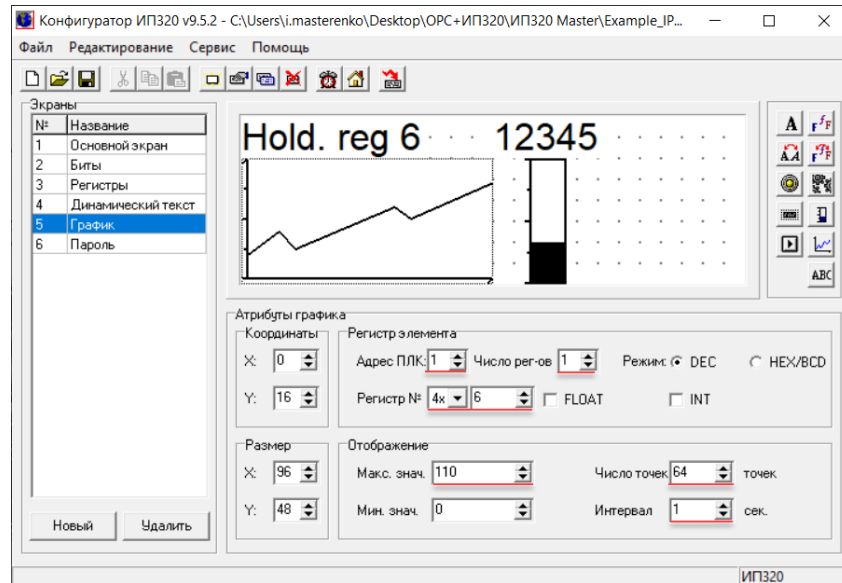 Конфигуратор ИП320 v9.5.2 - C:\Users\i.masterenko\Desktop\OPC+ИП320\ИП320 Master\Example_IP...
Файл Редактирование Сервис Помощь
Экраны
№ Название
1 Основной экран
2 Биты
3 Регистры
4 Динамический текст
5 График
6 Пароль
Новый Удалить
Hold. reg 6 12345
Атрибуты графика
Координаты
X: 0
Y: 16
Регистр элемента
Адрес ПЛК: 1 Число рег-ов 1 Режим: DEC HEX/BCD
Регистр № 4x 6 FLOAT INT
Размер
X: 96
Y: 48
Отображение
Макс. знач. 110 Число точек 64 точек
Мин. знач. 0 Интервал 1 сек.
A FfF
AA FfF
ABC
ИП320